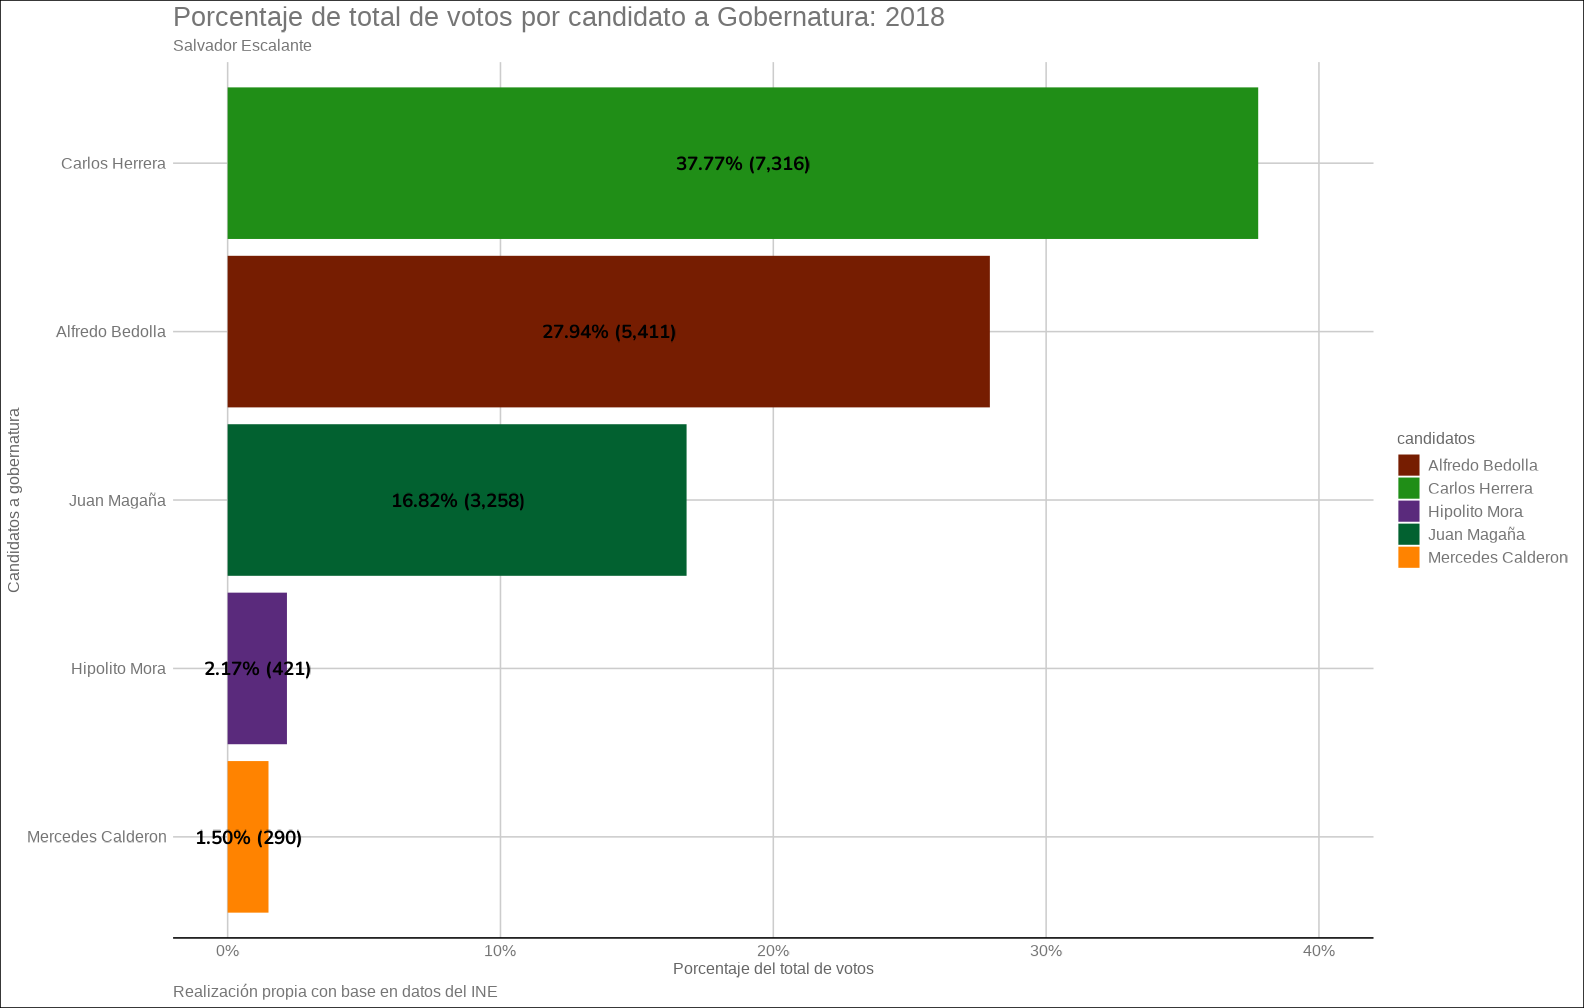 Porcentaje de total de votos por candidato a Gobernatura: 2018
Salvador Escalante
Candidatos a gobernatura
Carlos Herrera
37.77% (7,316)
Alfredo Bedolla
27.94% (5,411)
Juan Magaña
16.82% (3,258)
Hipolito Mora
2.17% (421)
Mercedes Calderon
1.50% (290)
0% 10% 20% 30% 40%
Porcentaje del total de votos
Realización propia con base en datos del INE
candidatos
Alfredo Bedolla
Carlos Herrera
Hipolito Mora
Juan Magaña
Mercedes Calderon